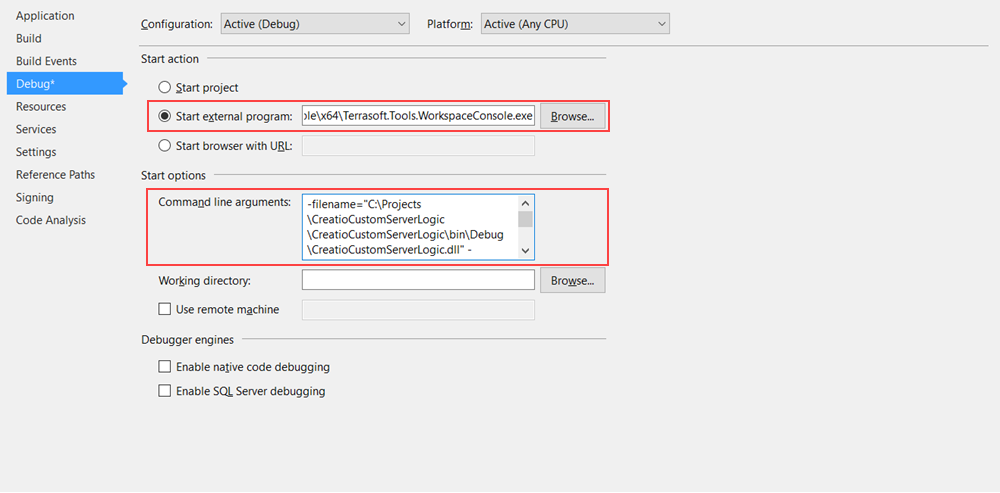 Application
Build
Build Events
Debug*
Resources
Services
Settings
Reference Paths
Signing
Code Analysis
Configuration: Active (Debug) Platform: Active (Any CPU)
Start action
Start project
Start external program: ole\x64\Terrasoft.Tools.WorkspaceConsole.exe Browse...
Start browser with URL:
Start options
Command line arguments: -filename="C:\Projects
\CreatioCustomServerLogic
\CreatioCustomServerLogic\bin\Debug
\CreatioCustomServerLogic.dll" -
Working directory: Browse...
Use remote machine
Debugger engines
Enable native code debugging
Enable SQL Server debugging